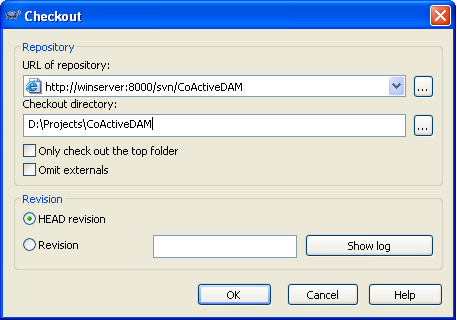 Checkout
Repository
URL of repository:
http://winserver:8000/svn/CoActiveDAM
...
Checkout directory:
D:\Projects\CoActiveDAM
...
Only check out the top folder
Omit externals
Revision
HEAD revision
Revision
Show log
OK
Cancel
Help